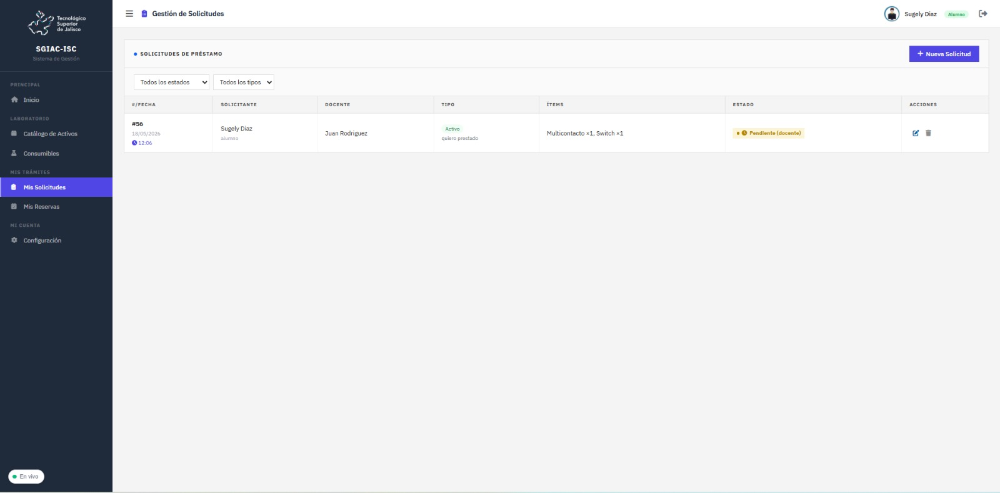 Tecnológico
Superior
de Jalisco
SGIAC-ISC
Sistema de Gestión
PRINCIPAL
Inicio
LABORATORIO
Catálogo de Activos
Consumibles
MIS TRÁMITES
Mis Solicitudes
Mis Reservas
MI CUENTA
Configuración
En vivo
Gestión de Solicitudes
Sugely Diaz Alumno
SOLICITUDES DE PRÉSTAMO
+ Nueva Solicitud
Todos los estados Todos los tipos
#/FECHA SOLICITANTE DOCENTE TIPO ÍTEMS ESTADO ACCIONES
#56
18/05/2026
12:06
Sugely Diaz
alumno
Juan Rodriguez
Activo
quiero prestado
Multicontacto ×1, Switch ×1
Pendiente (docente)